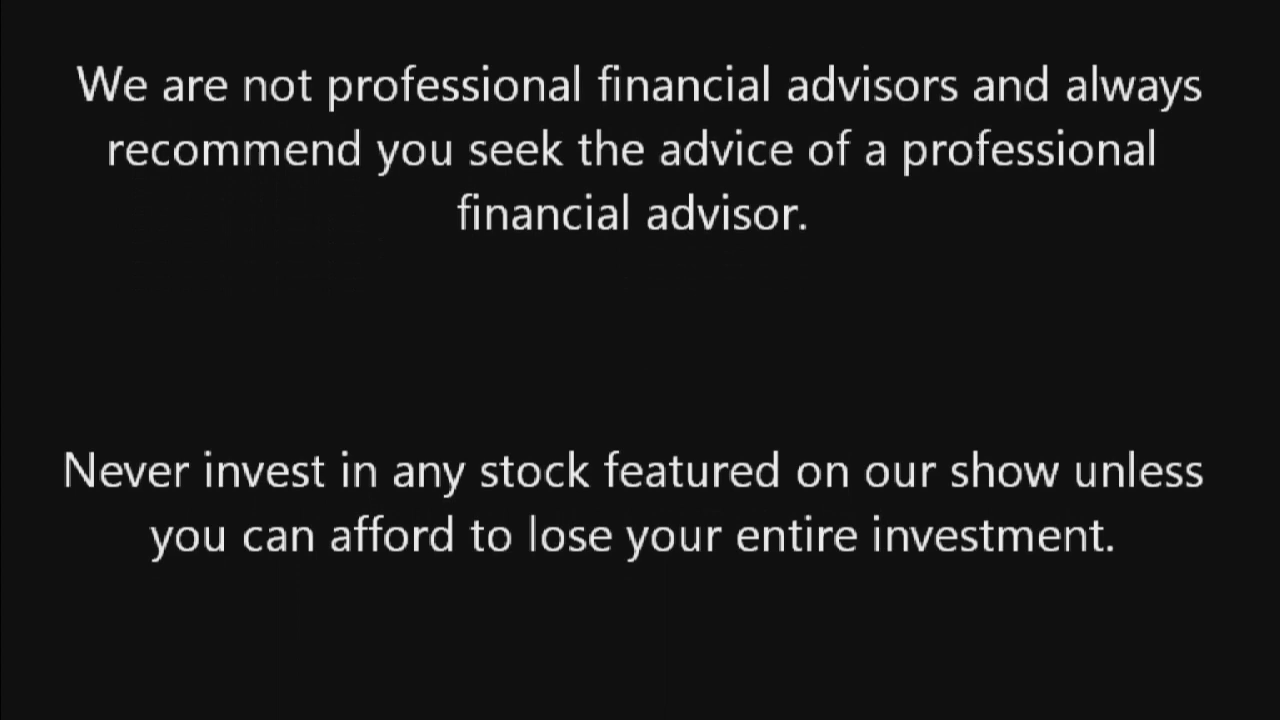 We are not professional financial advisors and always
recommend you seek the advice of a professional
financial advisor.
Never invest in any stock featured on our show unless
you can afford to lose your entire investment.